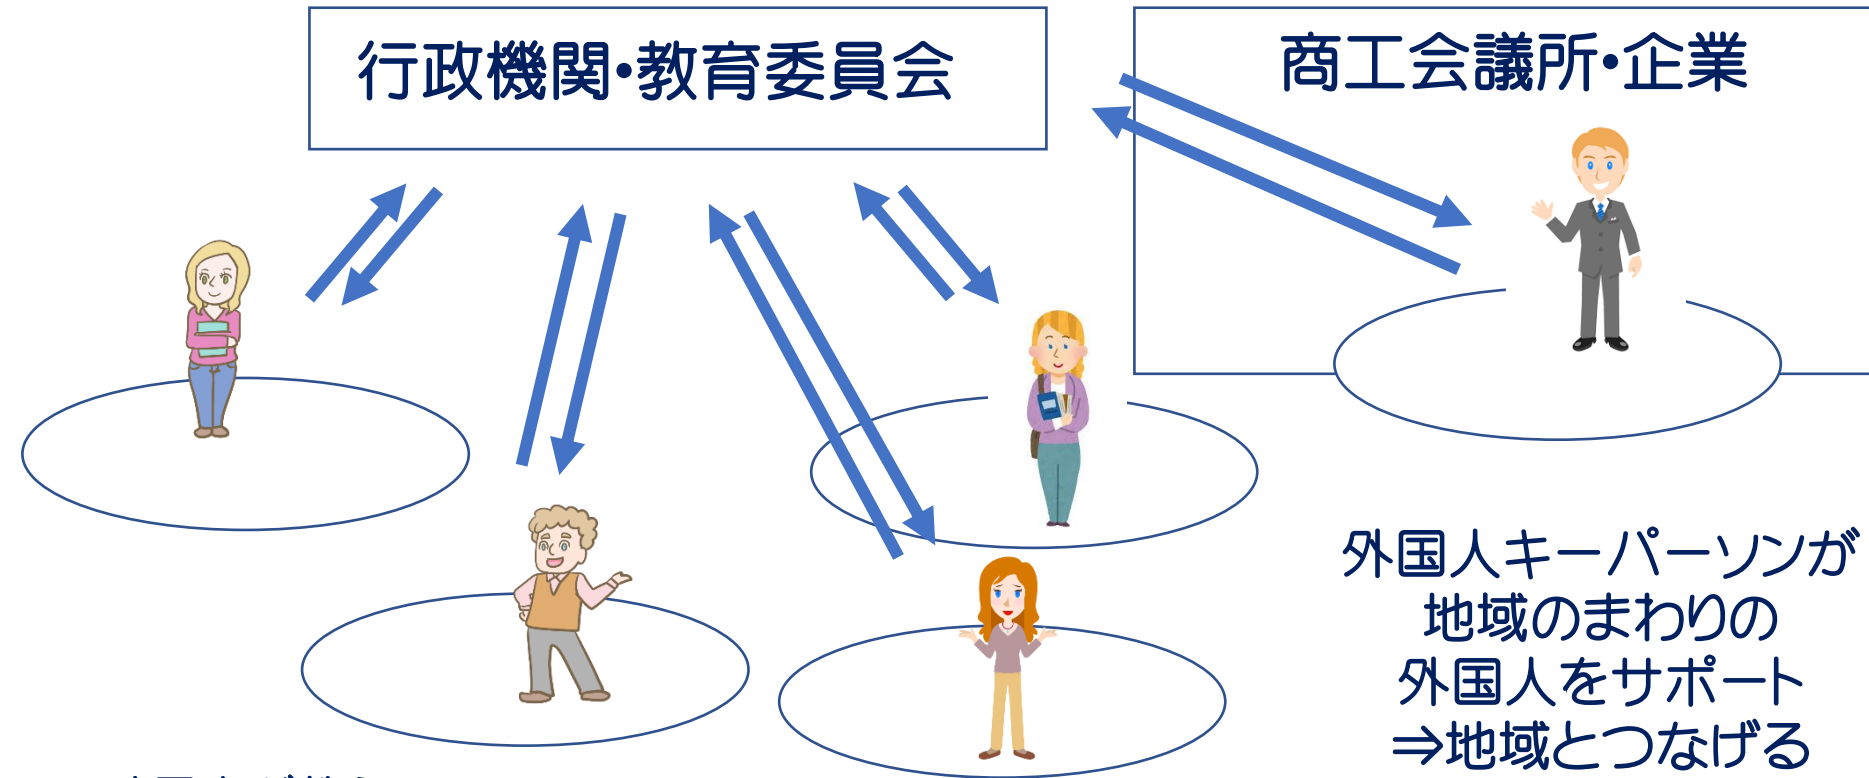 行政機関・教育委員会
商工会議所・企業
外国人キーパーソンが
地域のまわりの
外国人をサポート
⇒地域とつなげる